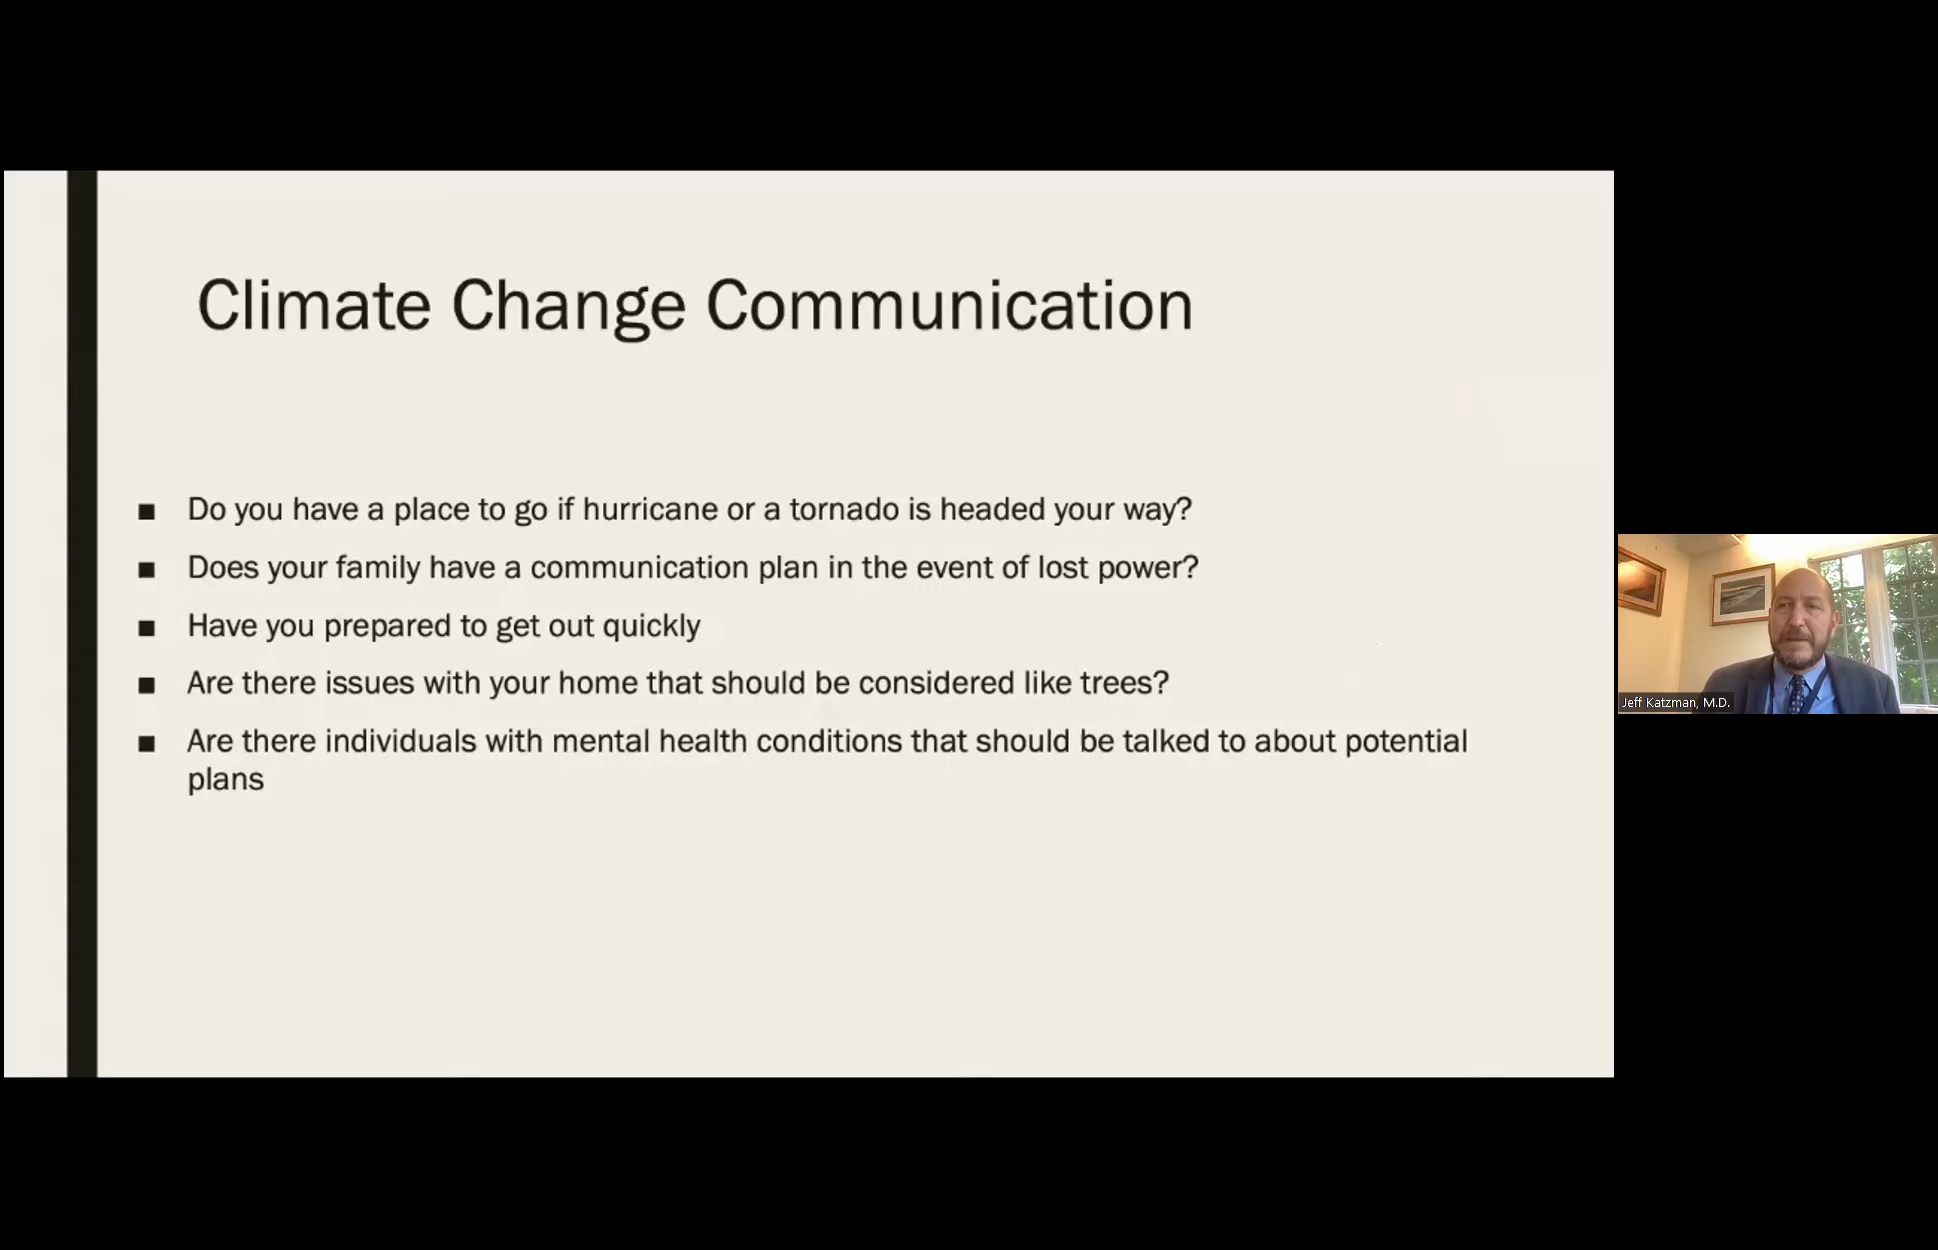 Climate Change Communication
Do you have a place to go if hurricane or a tornado is headed your way?
Does your family have a communication plan in the event of lost power?
Have you prepared to get out quickly
Are there issues with your home that should be considered like trees?
Are there individuals with mental health conditions that should be talked to about potential
plans
Jeff Katzman, M.D.